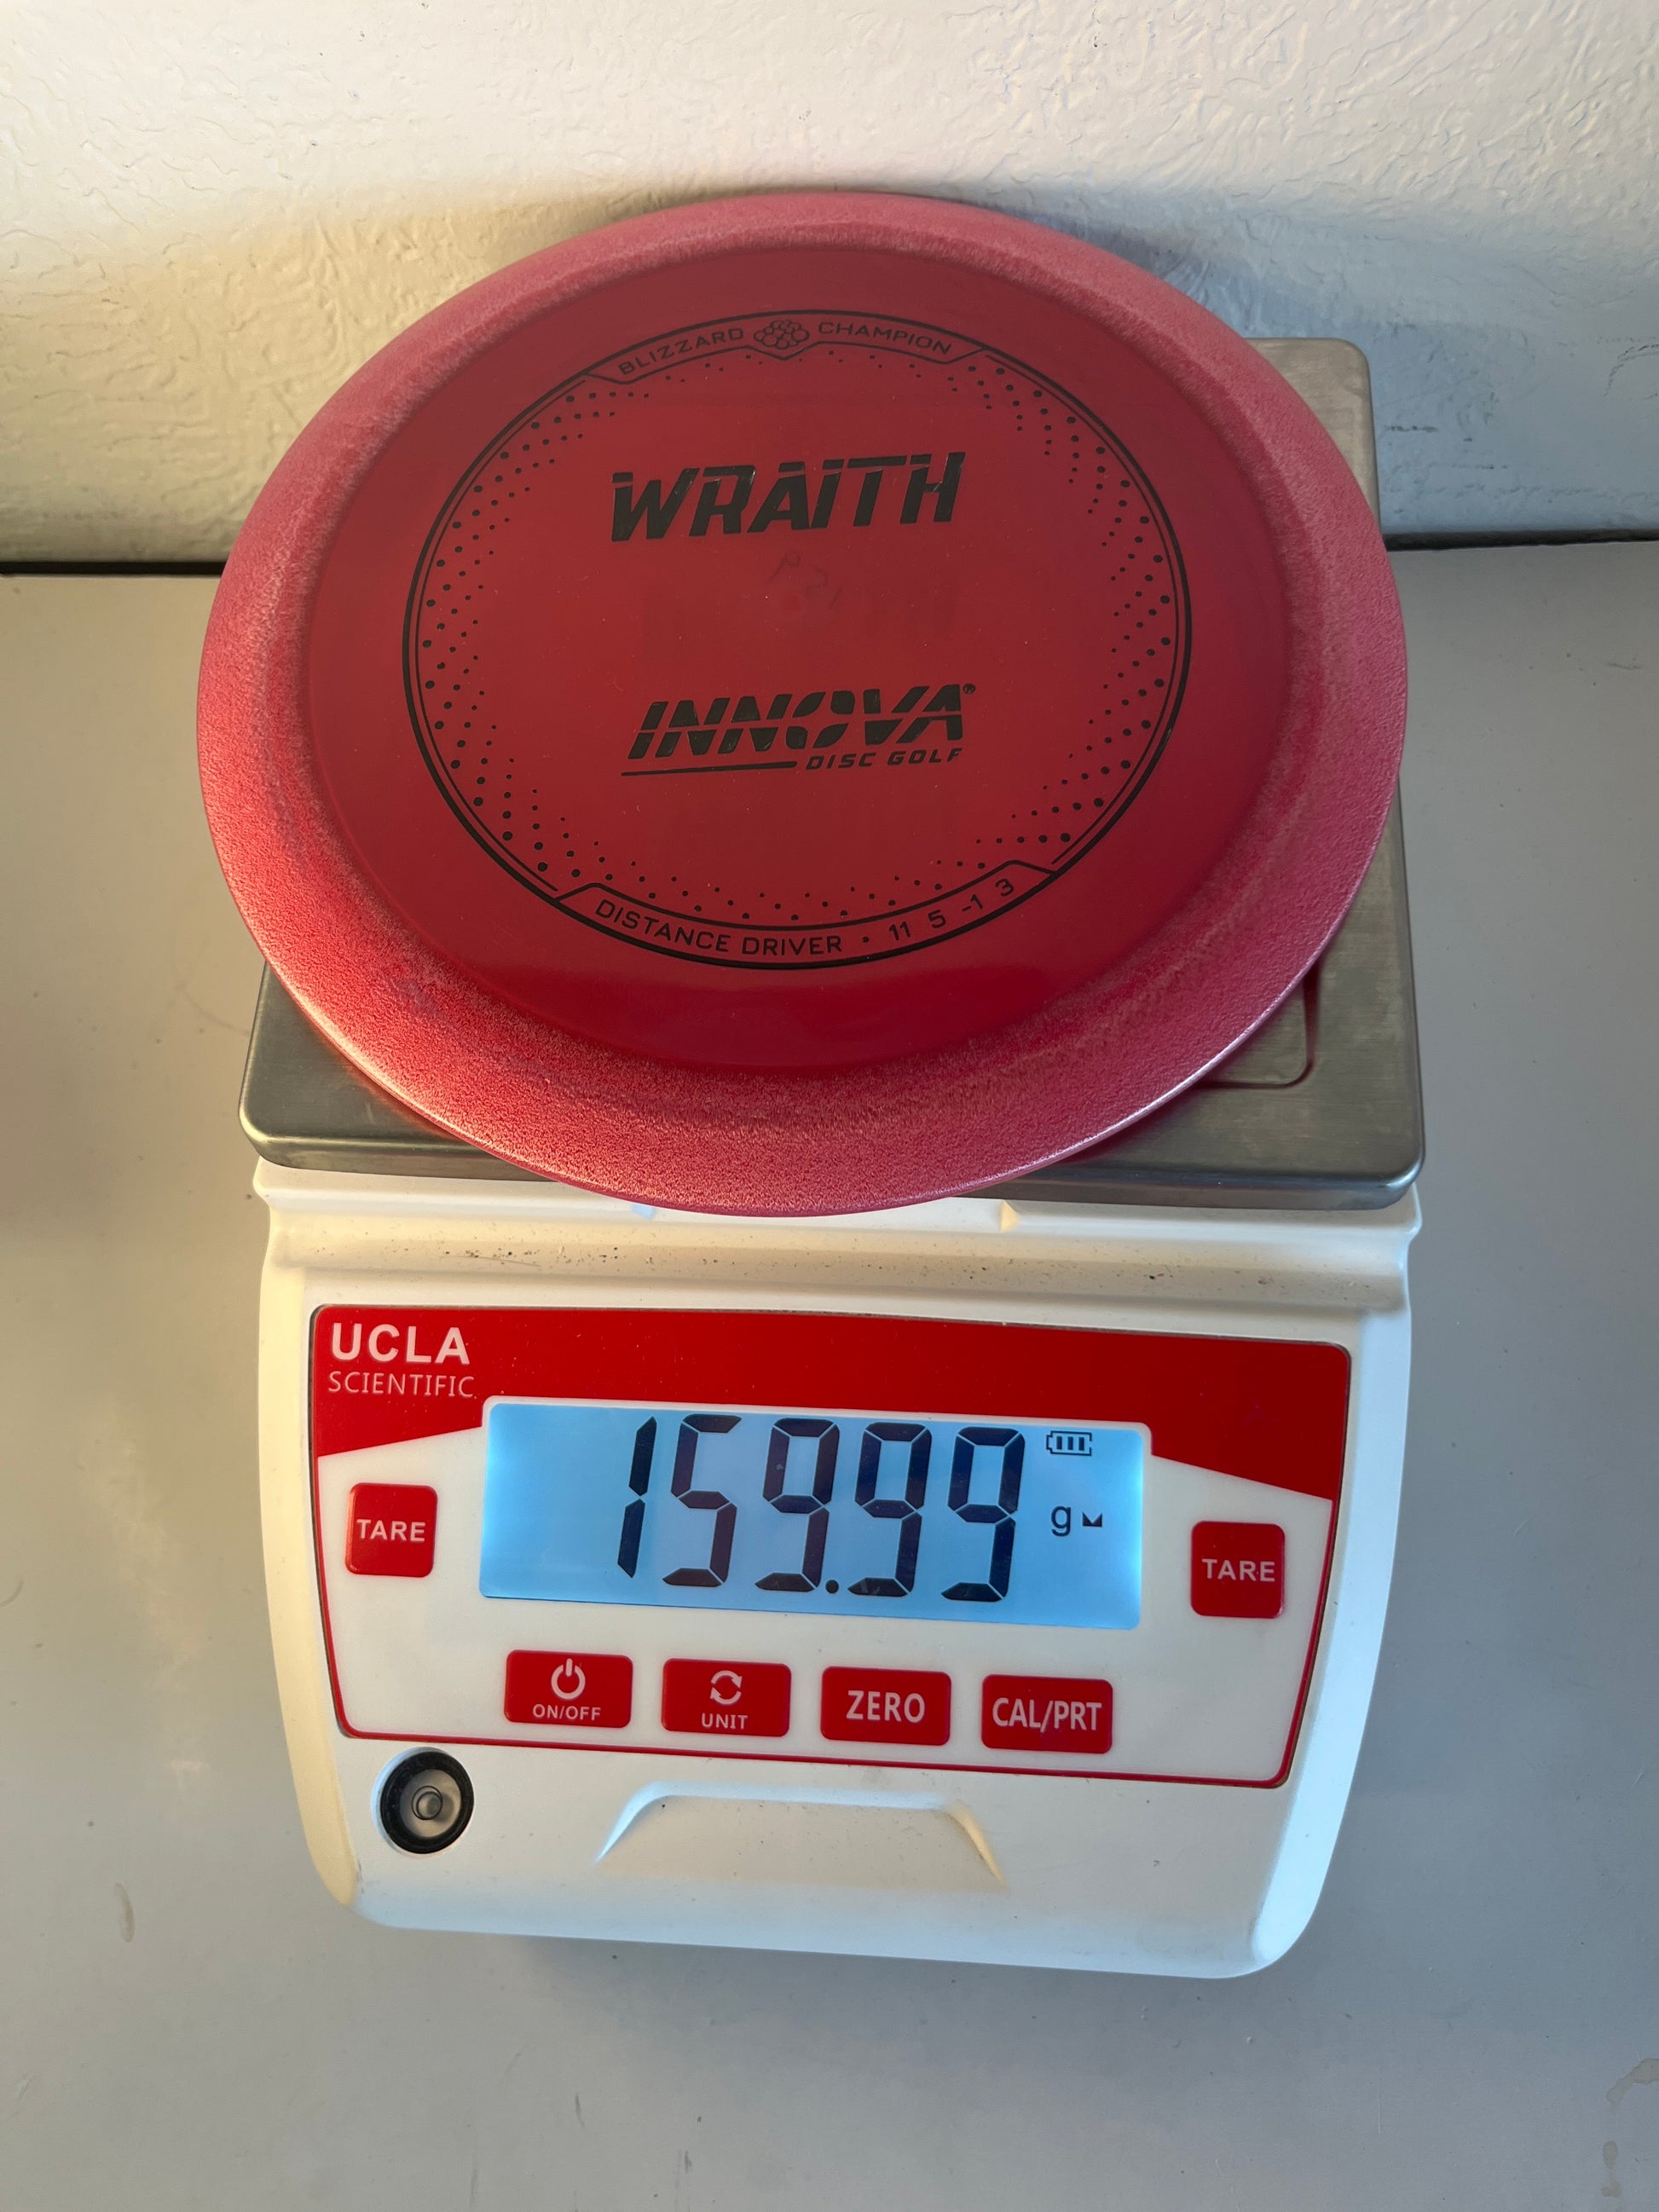 BLIZZARD CHAMPION
WRAITH
INNOVA®
DISC GOLF
DISTANCE DRIVER • 11 5 -1 3
UCLA
SCIENTIFIC
159.99 g
TARE
TARE
ON/OFF
UNIT
ZERO
CAL/PRT